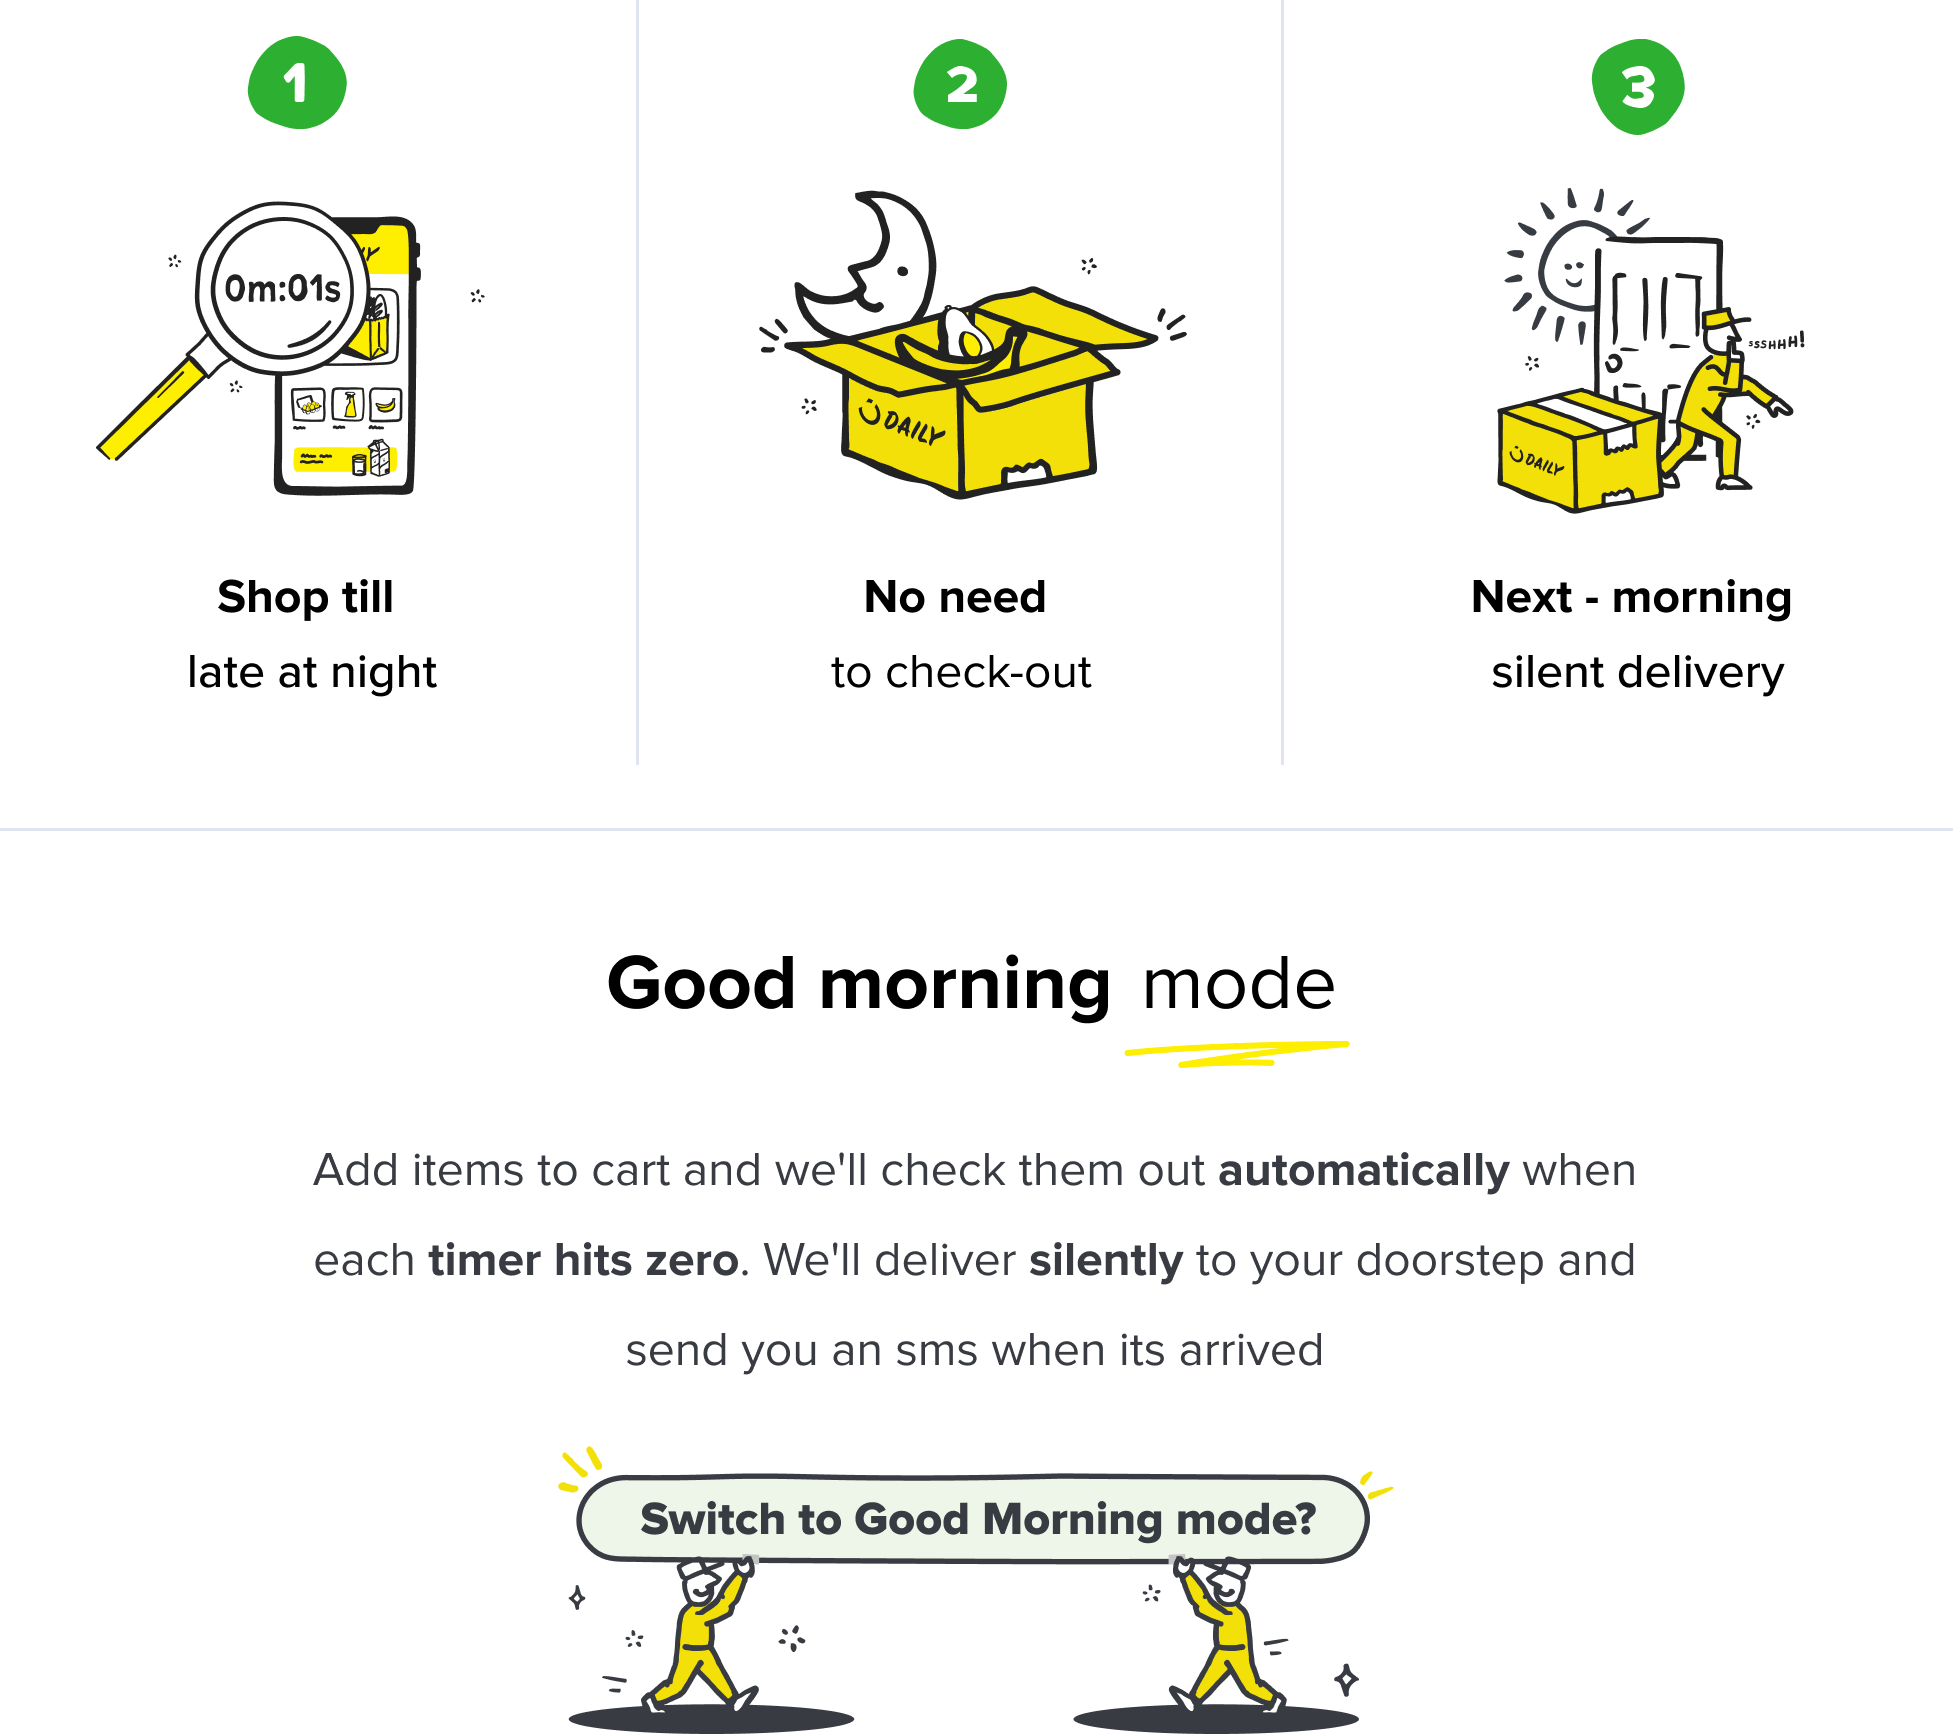 1
2
3
0m:01s
Y
DAILY
DAILY
SSSHHH!
Shop till
late at night
No need
to check-out
Next - morning
silent delivery
Good morning mode
Add items to cart and we'll check them out automatically when
each timer hits zero. We'll deliver silently to your doorstep and
send you an sms when its arrived
Switch to Good Morning mode?